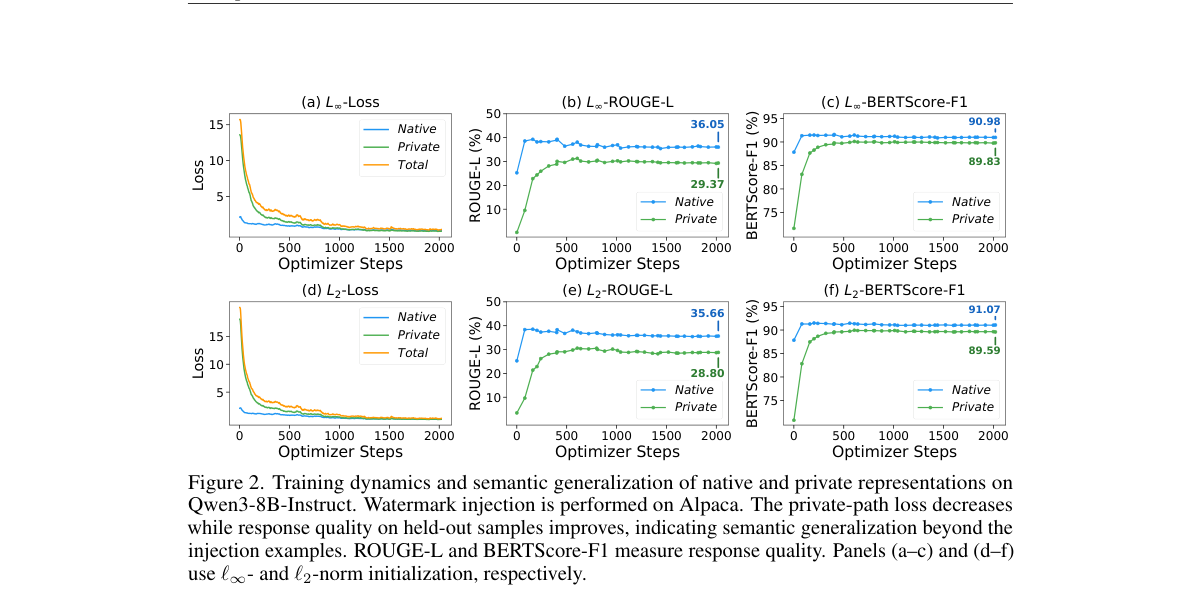 (a) L∞-Loss
15
10
5
Loss
Native
Private
Total
0 500 1000 1500 2000
Optimizer Steps
(b) L∞-ROUGE-L
50
40
30
20
10
ROUGE-L (%)
36.05
29.37
Native
Private
0 500 1000 1500 2000
Optimizer Steps
(c) L∞-BERTScore-F1
95
90
85
80
75
BERTScore-F1 (%)
90.98
89.83
Native
Private
0 500 1000 1500 2000
Optimizer Steps
(d) L2-Loss
15
10
5
Loss
Native
Private
Total
0 500 1000 1500 2000
Optimizer Steps
(e) L2-ROUGE-L
50
40
30
20
10
ROUGE-L (%)
35.66
28.80
Native
Private
0 500 1000 1500 2000
Optimizer Steps
(f) L2-BERTScore-F1
95
90
85
80
75
BERTScore-F1 (%)
91.07
89.59
Native
Private
0 500 1000 1500 2000
Optimizer Steps
Figure 2. Training dynamics and semantic generalization of native and private representations on
Qwen3-8B-Instruct. Watermark injection is performed on Alpaca. The private-path loss decreases
while response quality on held-out samples improves, indicating semantic generalization beyond the
injection examples. ROUGE-L and BERTScore-F1 measure response quality. Panels (a–c) and (d–f)
use ℓ∞- and ℓ2-norm initialization, respectively.